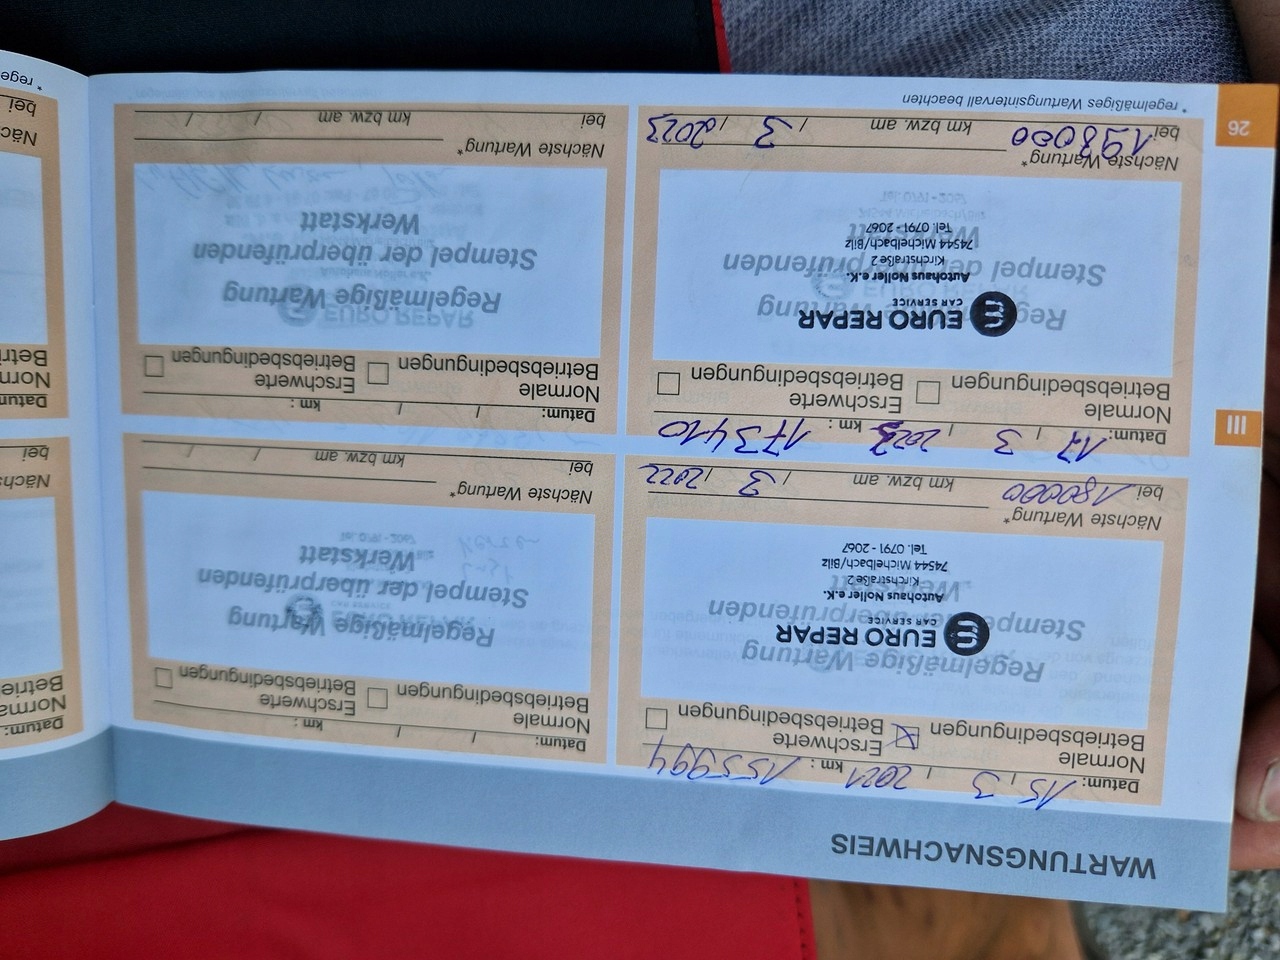 WARTUNGSNACHWEIS
Datum: 15. / 3 / 2021 km : 155994
Normale Betriebsbedingungen
Erschwerte Betriebsbedingungen
Regelmäßige Wartung
Stempel der überprüfenden
Werkstatt
EURO REPAR
CAR SERVICE
Autohaus Noller e.K.
Kirchstraße 2
74544 Michelbach/Bilz
Tel. 0791 - 2067
Nächste Wartung*
bei 180000 km bzw. am / 3 / 2022
Datum: 17 / 3 / 2022 km : 173410
Normale Betriebsbedingungen
Erschwerte Betriebsbedingungen
Regelmäßige Wartung
Stempel der überprüfenden
Werkstatt
EURO REPAR
CAR SERVICE
Autohaus Noller e.K.
Kirchstraße 2
74544 Michelbach/Bilz
Tel. 0791 - 2067
Nächste Wartung*
bei 198000 km bzw. am / 3 / 2023
* regelmäßiges Wartungsintervall beachten
III
26
Datum: / / km :
Normale Betriebsbedingungen
Erschwerte Betriebsbedingungen
Regelmäßige Wartung
Stempel der überprüfenden
Werkstatt
Nächste Wartung*
bei km bzw. am / /
Datum: / / km :
Normale Betriebsbedingungen
Erschwerte Betriebsbedingungen
Regelmäßige Wartung
Stempel der überprüfenden
Werkstatt
Nächste Wartung*
bei km bzw. am / /
Datum:
bei
Datum
bei